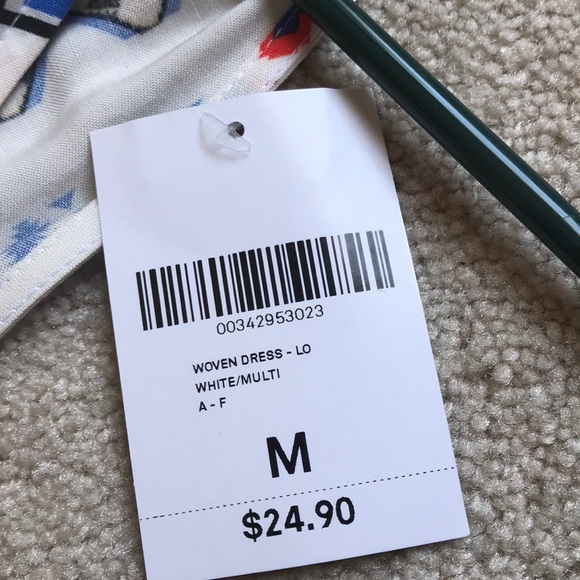 00342953023
WOVEN DRESS - LO
WHITE/MULTI
A - F
M
$24.90